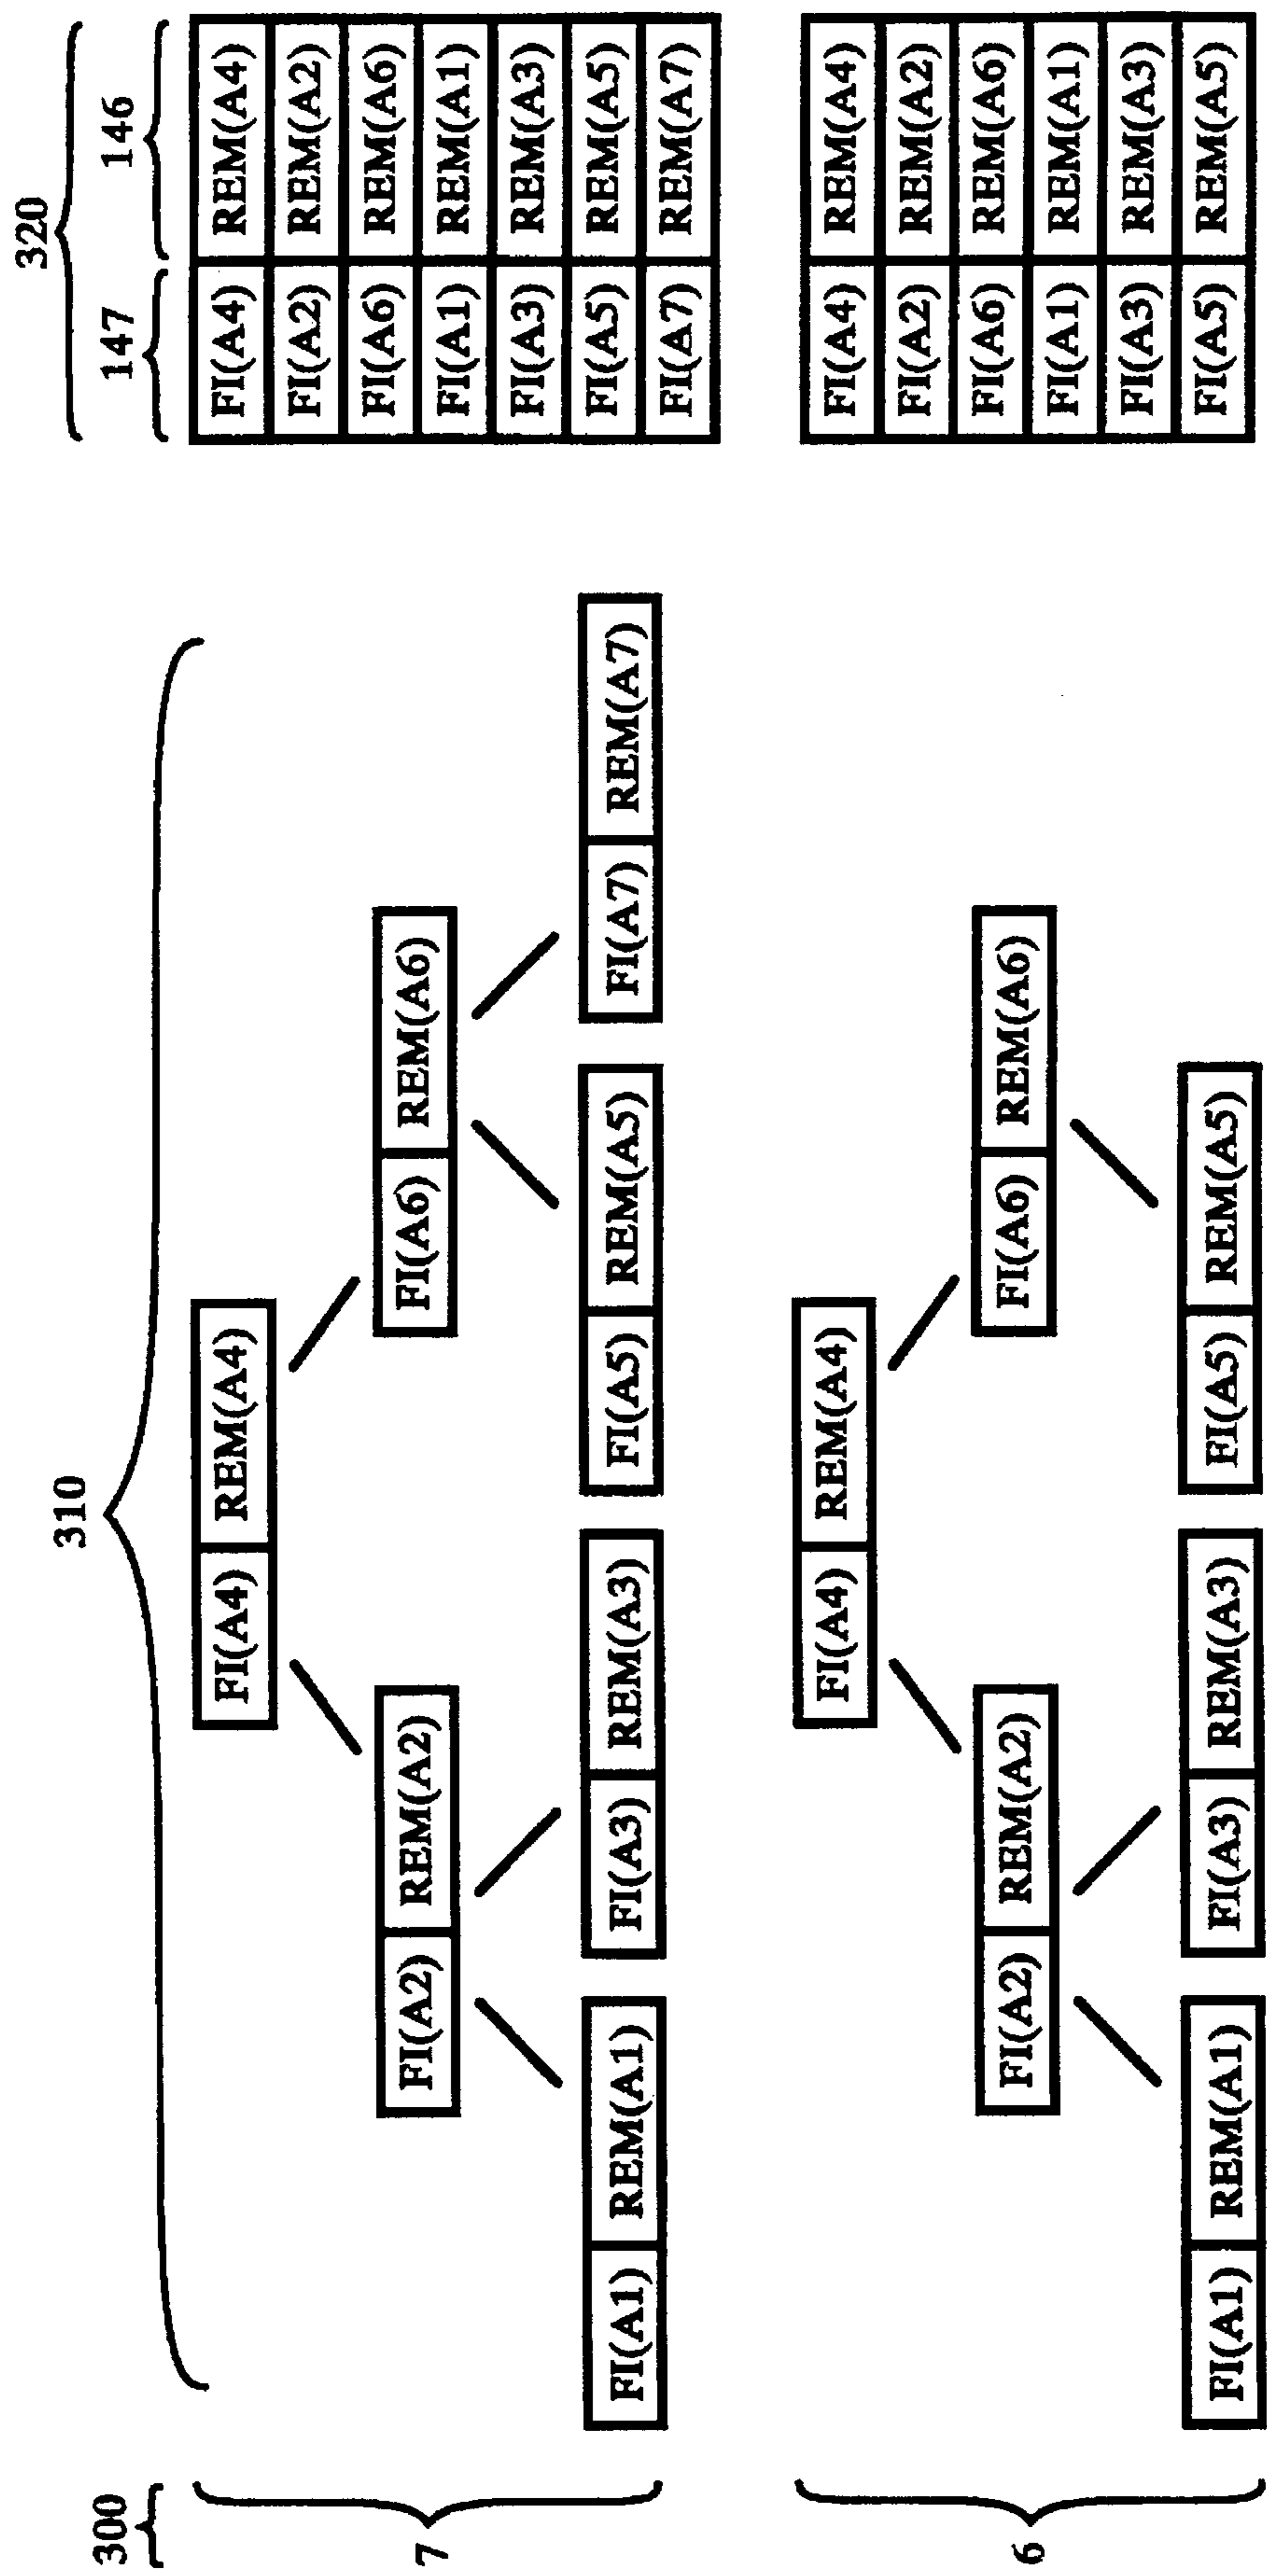 300 310 320
147 146
7
FI(A4) REM(A4)
FI(A2) REM(A2) FI(A6) REM(A6)
FI(A1) REM(A1) FI(A3) REM(A3) FI(A5) REM(A5) FI(A7) REM(A7)
FI(A4) REM(A4)
FI(A2) REM(A2)
FI(A6) REM(A6)
FI(A1) REM(A1)
FI(A3) REM(A3)
FI(A5) REM(A5)
FI(A7) REM(A7)
6
FI(A4) REM(A4)
FI(A2) REM(A2) FI(A6) REM(A6)
FI(A1) REM(A1) FI(A3) REM(A3) FI(A5) REM(A5)
FI(A4) REM(A4)
FI(A2) REM(A2)
FI(A6) REM(A6)
FI(A1) REM(A1)
FI(A3) REM(A3)
FI(A5) REM(A5)